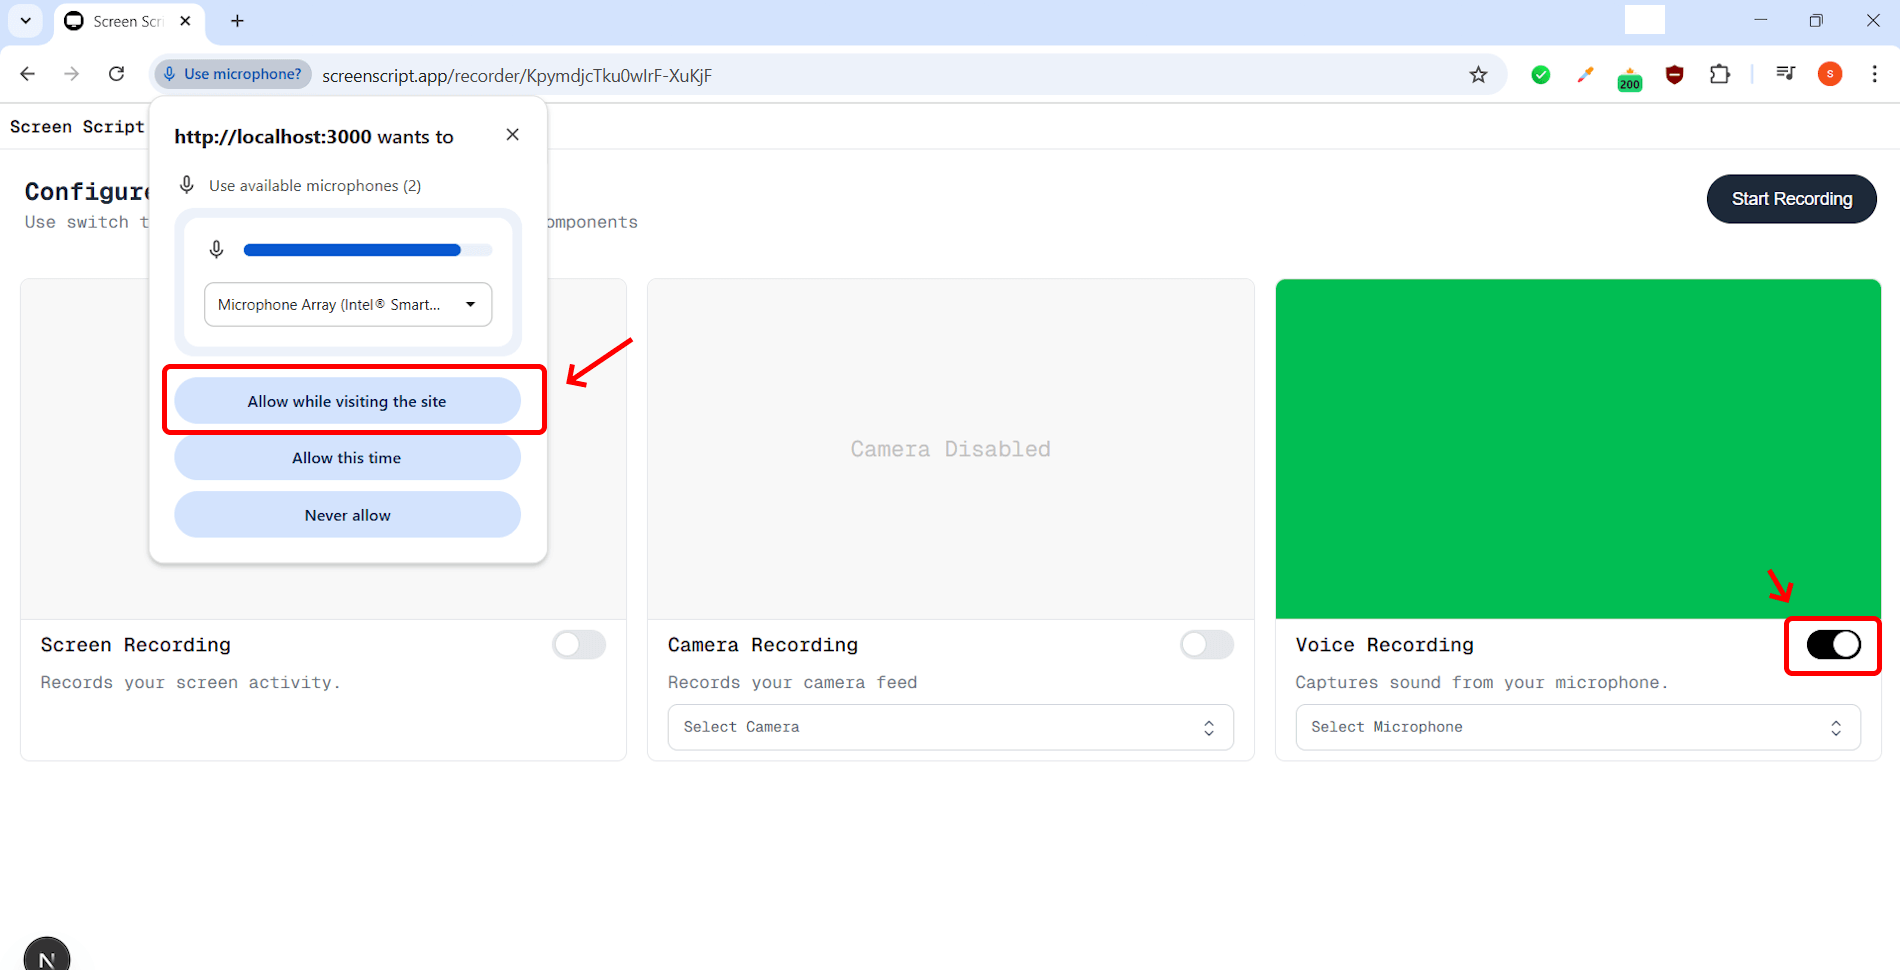 Screen Scri
Use microphone?
screenscript.app/recorder/KpymdjcTku0wIrF-XuKjF
200
S
Screen Script
http://localhost:3000 wants to
Use available microphones (2)
Microphone Array (Intel® Smart...
Allow while visiting the site
Allow this time
Never allow
Configure
Use switch t
omponents
Start Recording
Camera Disabled
Screen Recording
Records your screen activity.
Camera Recording
Records your camera feed
Select Camera
Voice Recording
Captures sound from your microphone.
Select Microphone
N